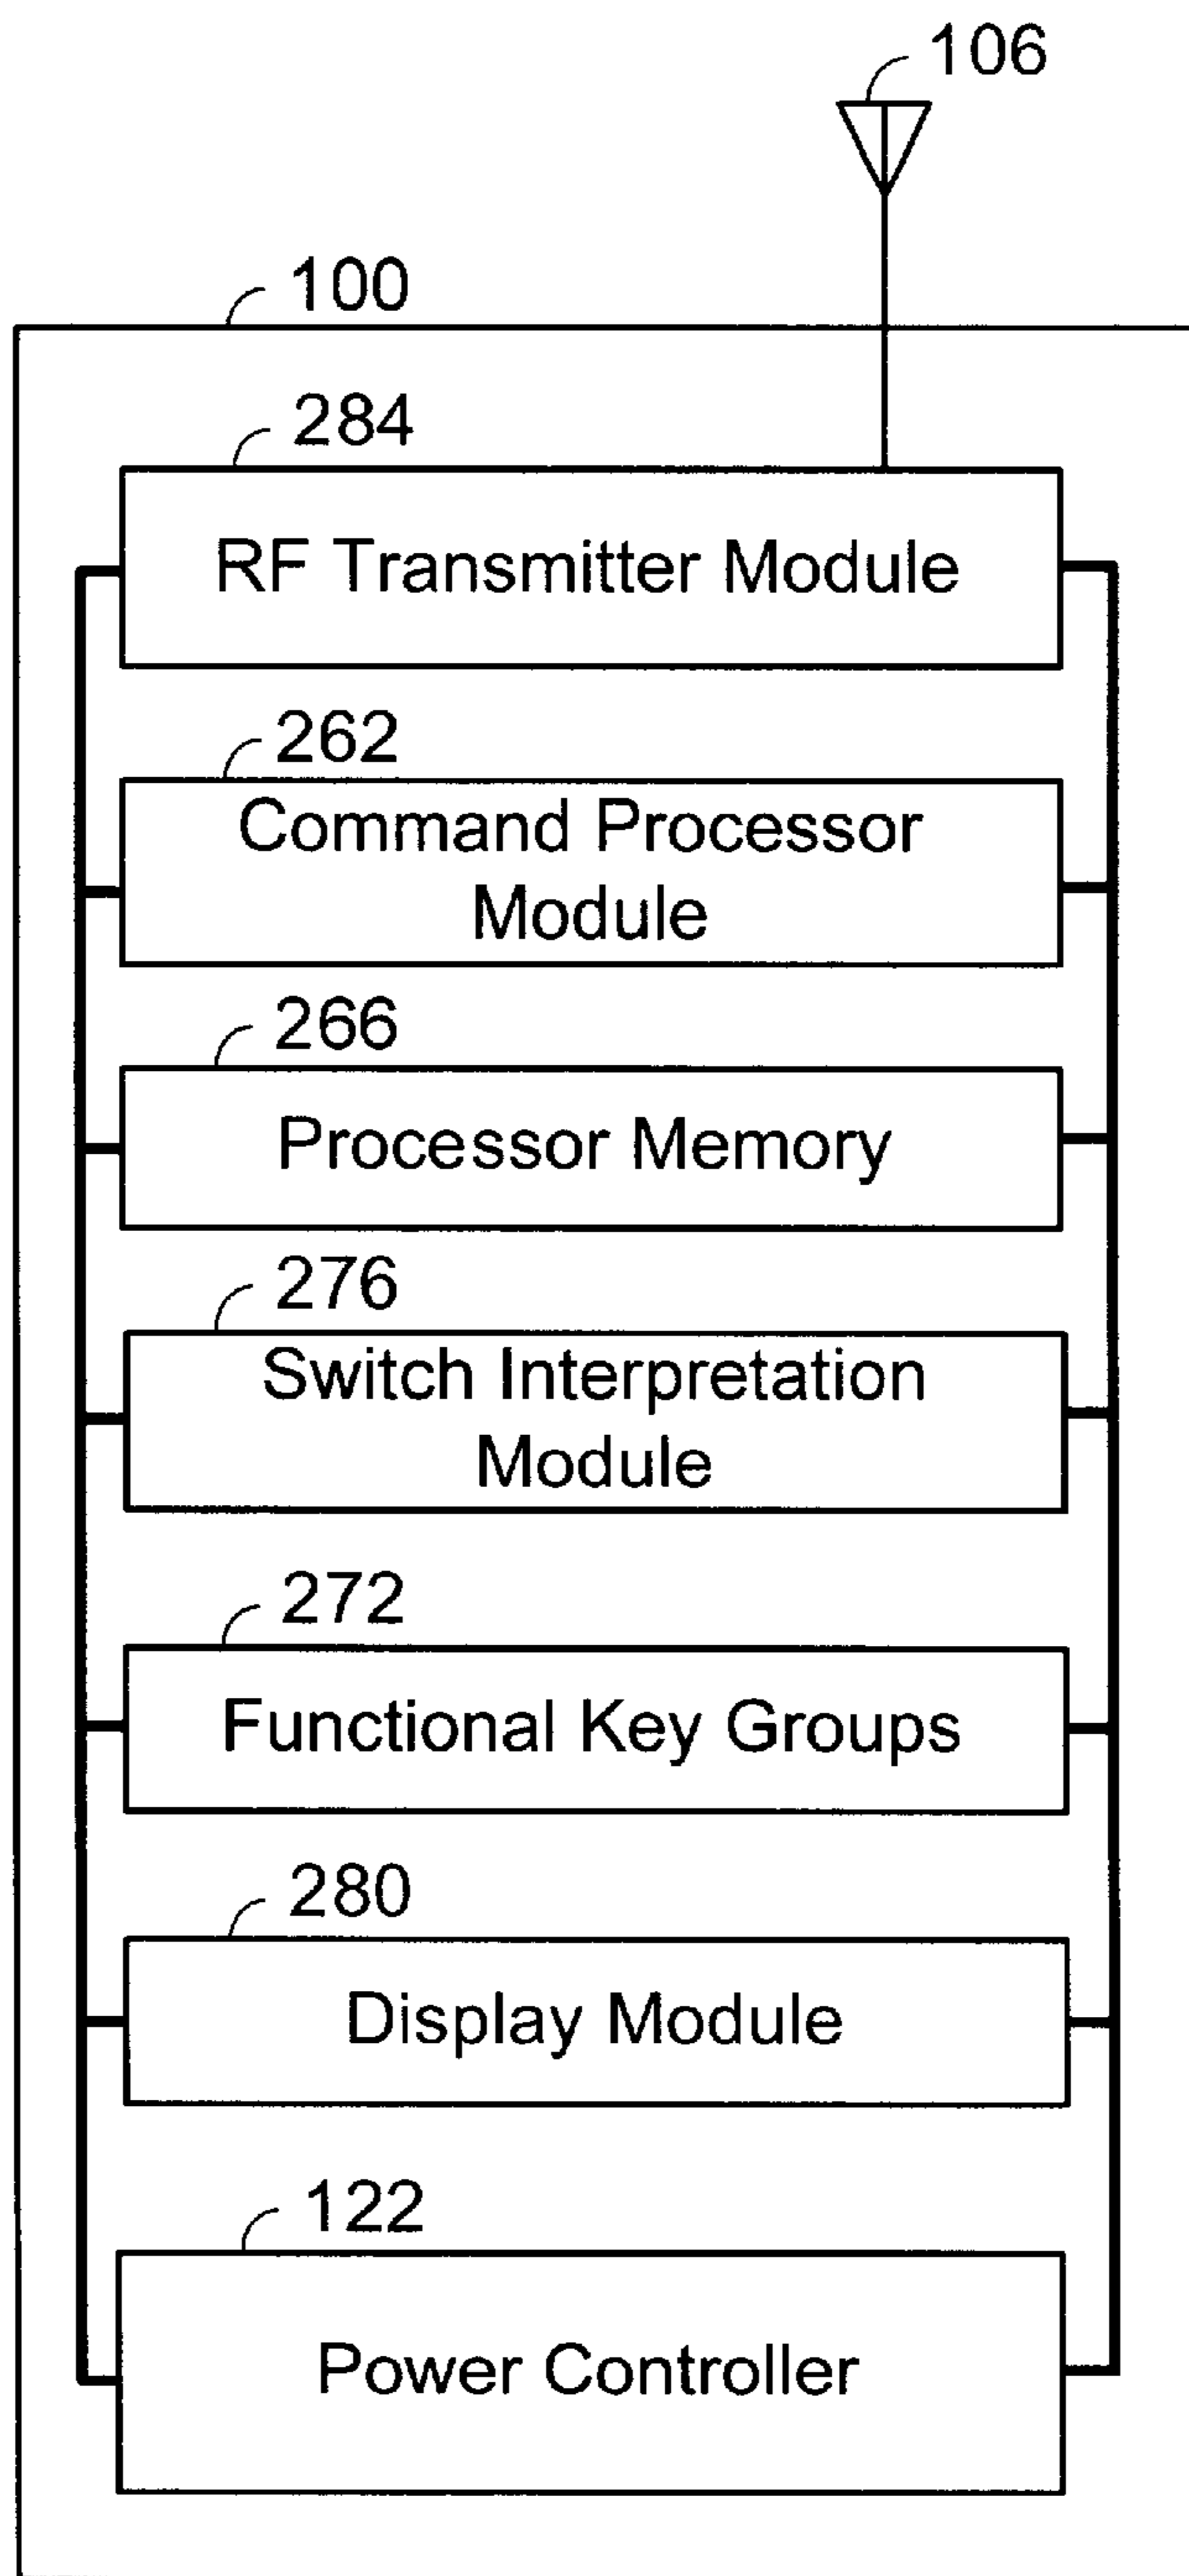 106
100
284
RF Transmitter Module
262
Command Processor
Module
266
Processor Memory
276
Switch Interpretation
Module
272
Functional Key Groups
280
Display Module
122
Power Controller